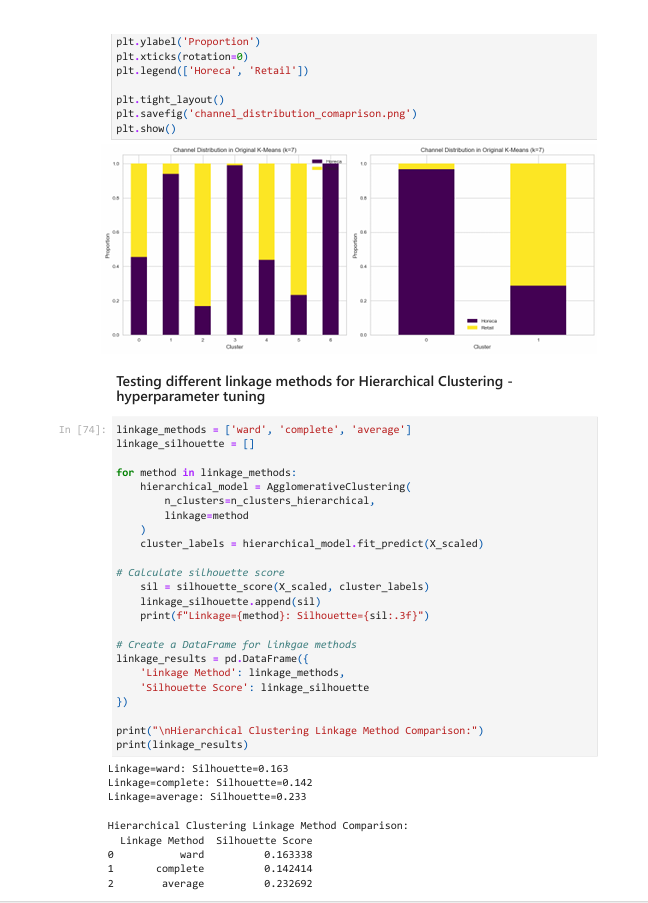 plt.ylabel('Proportion')
plt.xticks(rotation=0)
plt.legend(['Horeca', 'Retail'])
plt.tight_layout()
plt.savefig('channel_distribution_comaprison.png')
plt.show()
Channel Distribution in Original K-Means (k=7)
Horeca
1.0
0.8
0.6
0.4
0.2
0.0
Proportion
0 1 2 3 4 5 6
Cluster
Channel Distribution in Original K-Means (k=7)
1.0
0.8
0.6
0.4
0.2
0.0
Proportion
Horeca
Retail
0 1
Cluster
Testing different linkage methods for Hierarchical Clustering -
hyperparameter tuning
In [74]: linkage_methods = ['ward', 'complete', 'average']
linkage_silhouette = []
for method in linkage_methods:
    hierarchical_model = AgglomerativeClustering(
        n_clusters=n_clusters_hierarchical,
        linkage=method
    )
    cluster_labels = hierarchical_model.fit_predict(X_scaled)
# Calculate silhouette score
    sil = silhouette_score(X_scaled, cluster_labels)
    linkage_silhouette.append(sil)
    print(f"Linkage={method}: Silhouette={sil:.3f}")
# Create a DataFrame for linkgae methods
linkage_results = pd.DataFrame({
    'Linkage Method': linkage_methods,
    'Silhouette Score': linkage_silhouette
})
print("\nHierarchical Clustering Linkage Method Comparison:")
print(linkage_results)
Linkage=ward: Silhouette=0.163
Linkage=complete: Silhouette=0.142
Linkage=average: Silhouette=0.233
Hierarchical Clustering Linkage Method Comparison:
  Linkage Method  Silhouette Score
0           ward          0.163338
1       complete          0.142414
2        average          0.232692